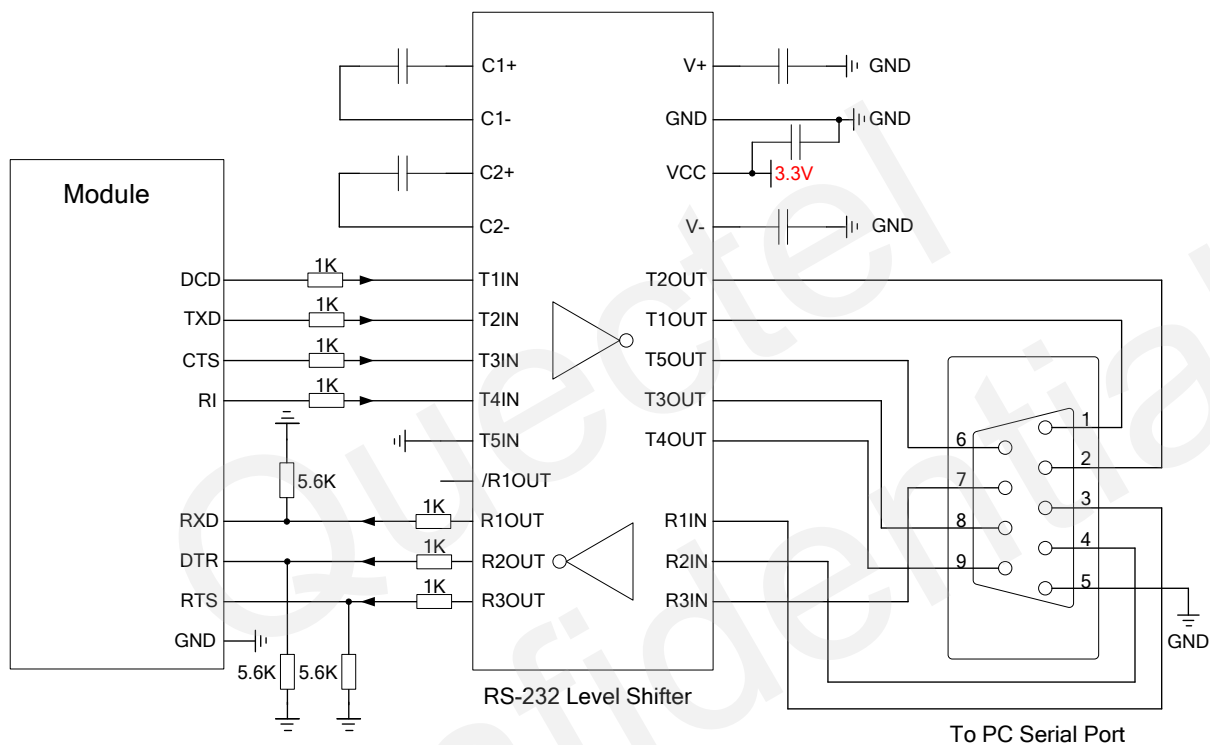 Quectel
Confidential
Module
DCD
TXD
CTS
RI
RXD
DTR
RTS
GND
1K
1K
1K
1K
5.6K
1K
1K
1K
5.6K
5.6K
C1+
C1-
C2+
C2-
T1IN
T2IN
T3IN
T4IN
T5IN
/R1OUT
R1OUT
R2OUT
R3OUT
V+
GND
VCC
V-
T2OUT
T1OUT
T5OUT
T3OUT
T4OUT
R1IN
R2IN
R3IN
GND
GND
3.3V
GND
RS-232 Level Shifter
1
6
2
7
3
8
4
9
5
GND
To PC Serial Port